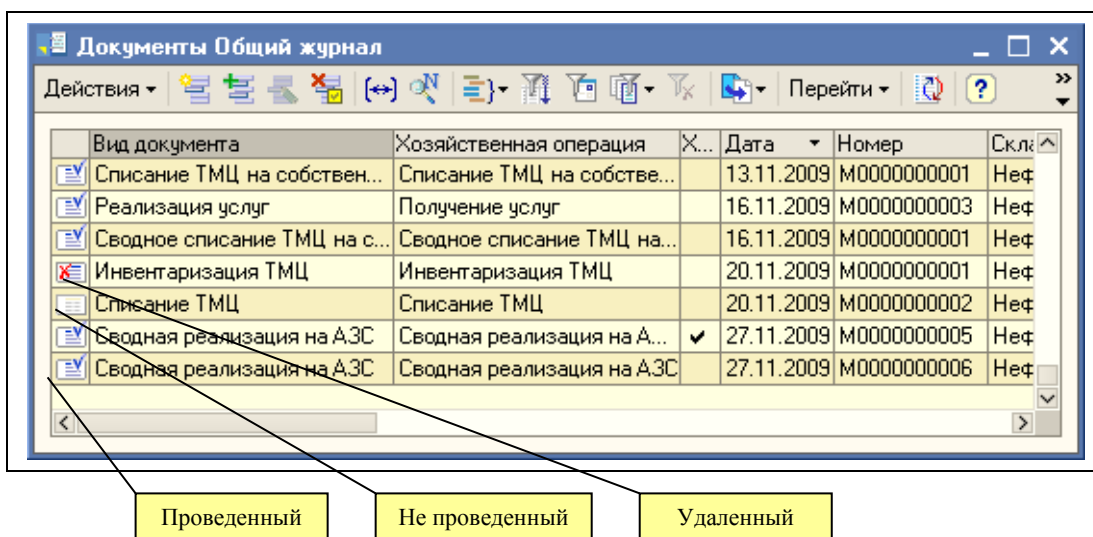 Документы Общий журнал
Действия Перейти
Вид документа Хозяйственная операция Х... Дата Номер Скла
Списание ТМЦ на собствен... Списание ТМЦ на собстве... 13.11.2009 М0000000001 Неф
Реализация услуг Получение услуг 16.11.2009 М0000000003 Неф
Сводное списание ТМЦ на с... Сводное списание ТМЦ на... 16.11.2009 М0000000001 Неф
Инвентаризация ТМЦ Инвентаризация ТМЦ 20.11.2009 М0000000001 Неф
Списание ТМЦ Списание ТМЦ 20.11.2009 М0000000002 Неф
Сводная реализация на АЗС Сводная реализация на А... 27.11.2009 М0000000005 Неф
Сводная реализация на АЗС Сводная реализация на АЗС 27.11.2009 М0000000006 Неф
Проведенный Не проведенный Удаленный